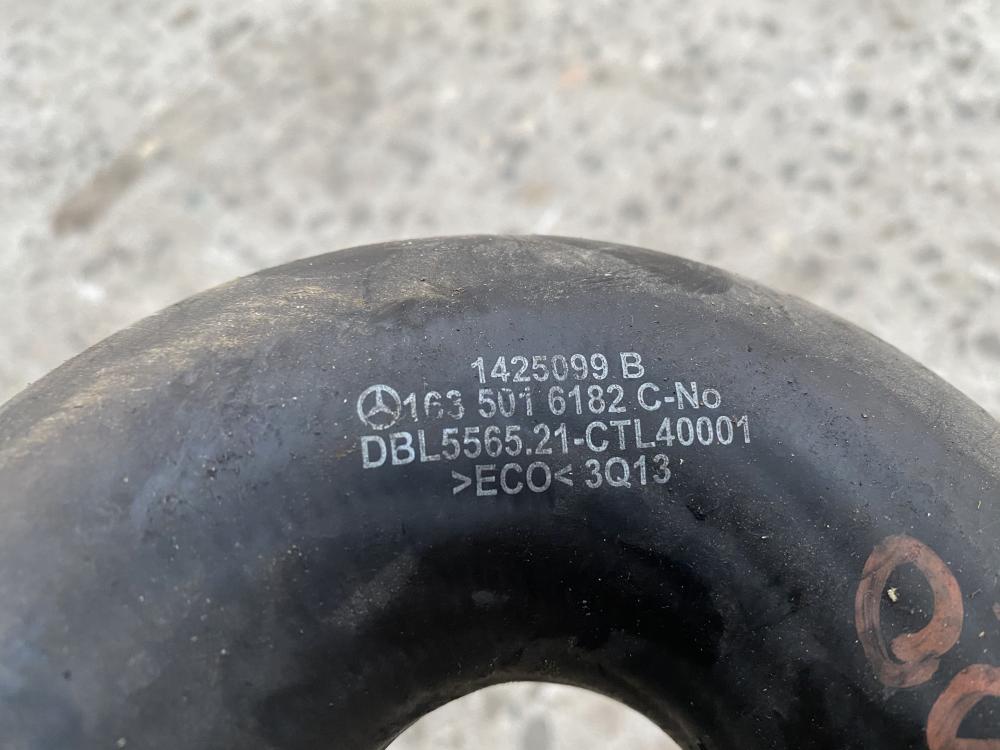 1425099 B
163 501 6182 C-No
DBL5565.21-CTL40001
>ECO< 3Q13